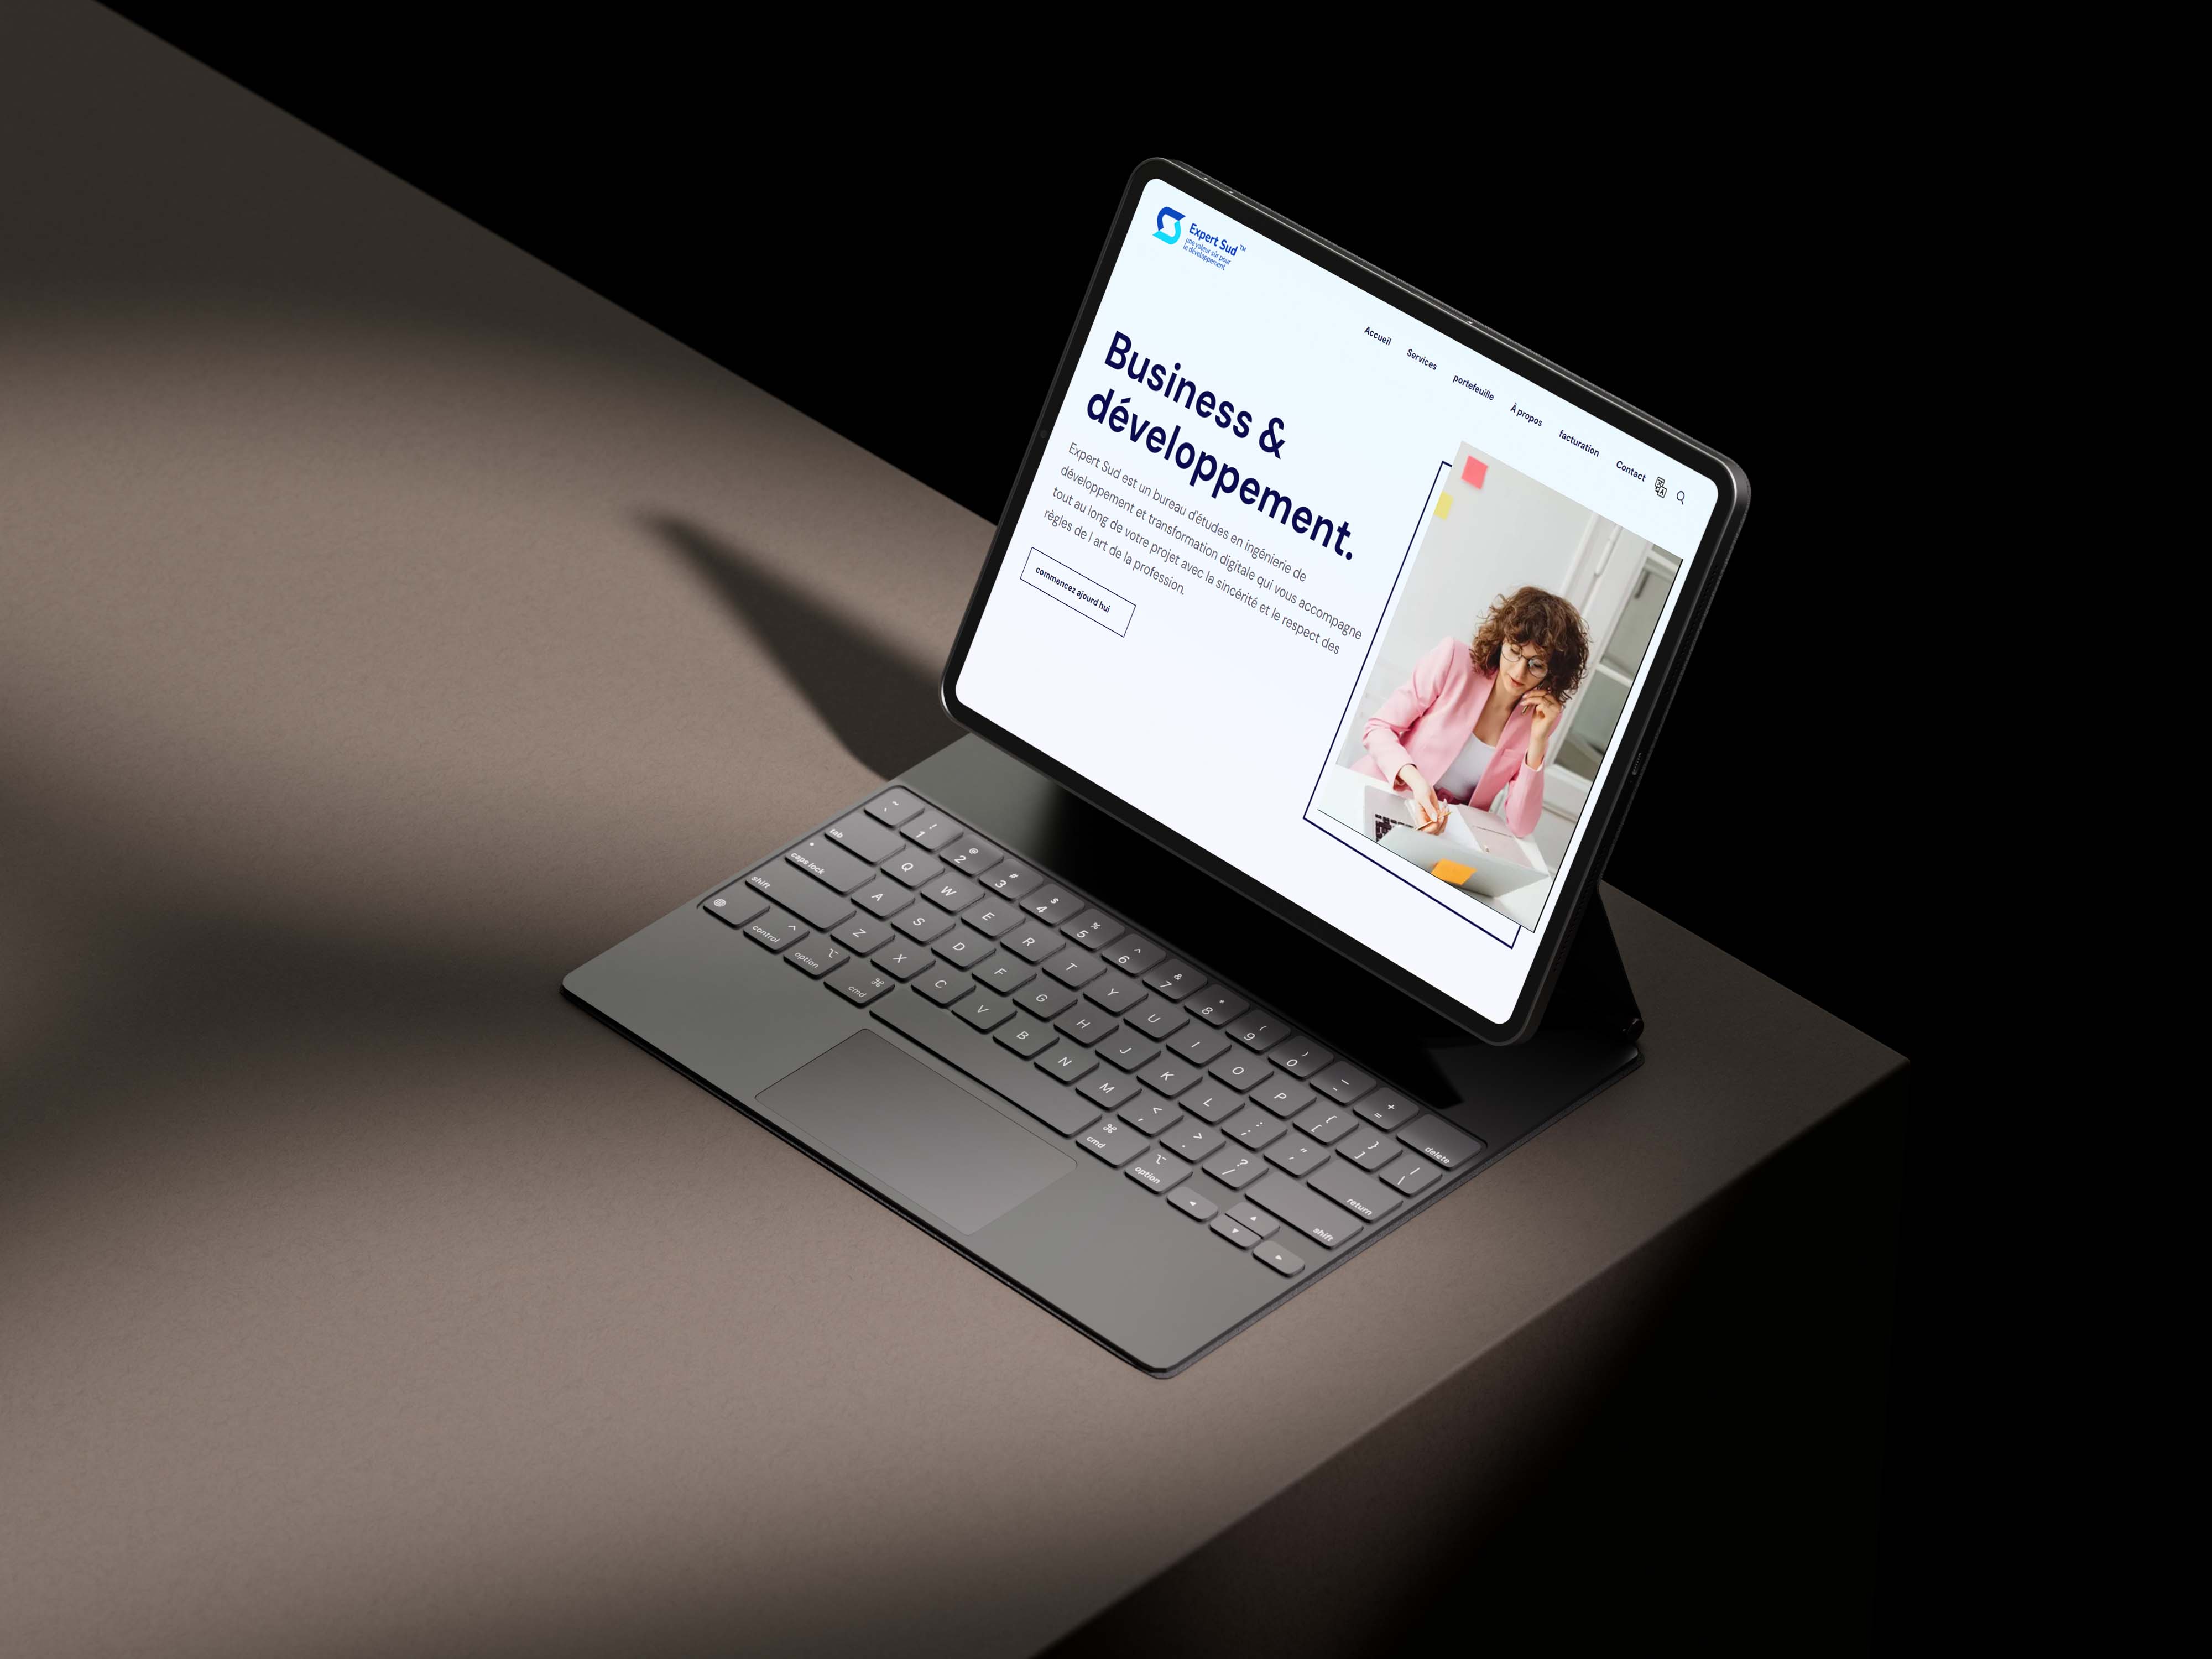 Expert Sud™
une valeur sûr pour
le développement
Accueil Services portefeuille À propos facturation Contact
Business &
développement.
Expert Sud est un bureau d'études en ingénierie de
développement et transformation digitale qui vous accompagne
tout au long de votre projet avec la sincérité et le respect des
règles de l art de la profession.
commencez ajourd hui
~ ` ! 1 @ 2 # 3 $ 4 % 5 ^ 6 & 7 * 8 ( 9 ) 0 — - + = delete
tab Q W E R T Y U I O P { [ } ] | \
caps lock A S D F G H J K L : ; " ' return
shift Z X C V B N M < , > . ? / shift
control ^ option ⌥ cmd ⌘ cmd ⌘ option ⌥ ◀ ▲ ▼ ▶